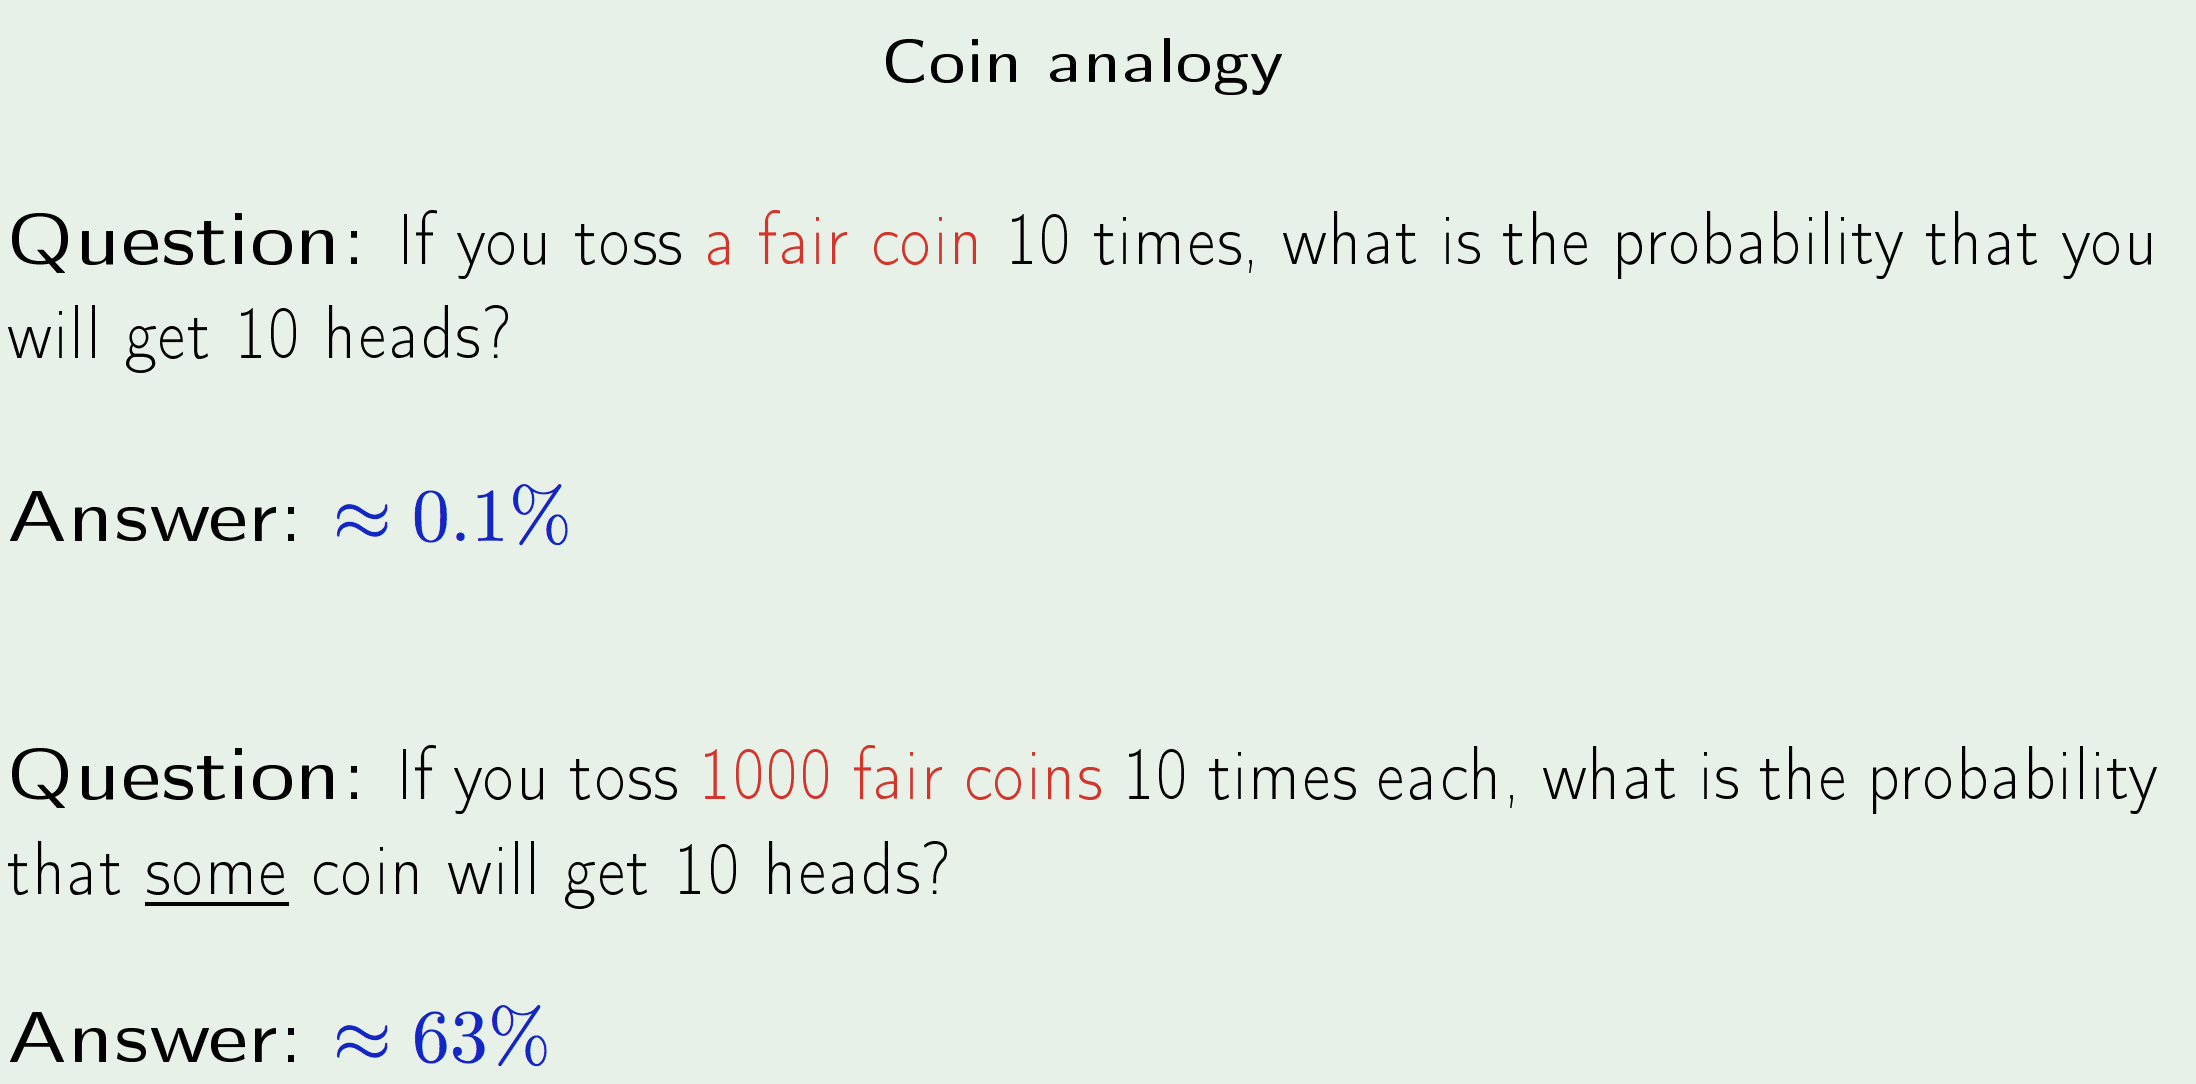 Coin analogy
Question: If you toss a fair coin 10 times, what is the probability that you
will get 10 heads?
Answer: ≈ 0.1%
Question: If you toss 1000 fair coins 10 times each, what is the probability
that some coin will get 10 heads?
Answer: ≈ 63%